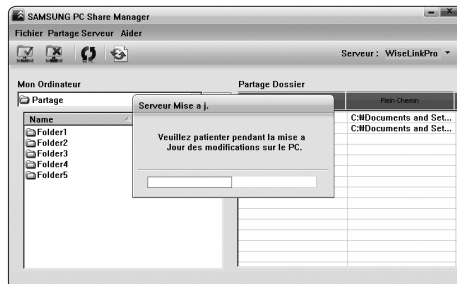 SAMSUNG PC Share Manager
Fichier Partage Serveur Aider
Serveur : WiseLinkPro
Mon Ordinateur
Partage Dossier
Partage
Serveur Mise a j.
Plein Chemin
Name
Folder1
Folder2
Folder3
Folder4
Folder5
Veuillez patienter pendant la mise a
Jour des modifications sur le PC.
C:₩Documents and Set...
C:₩Documents and Set...